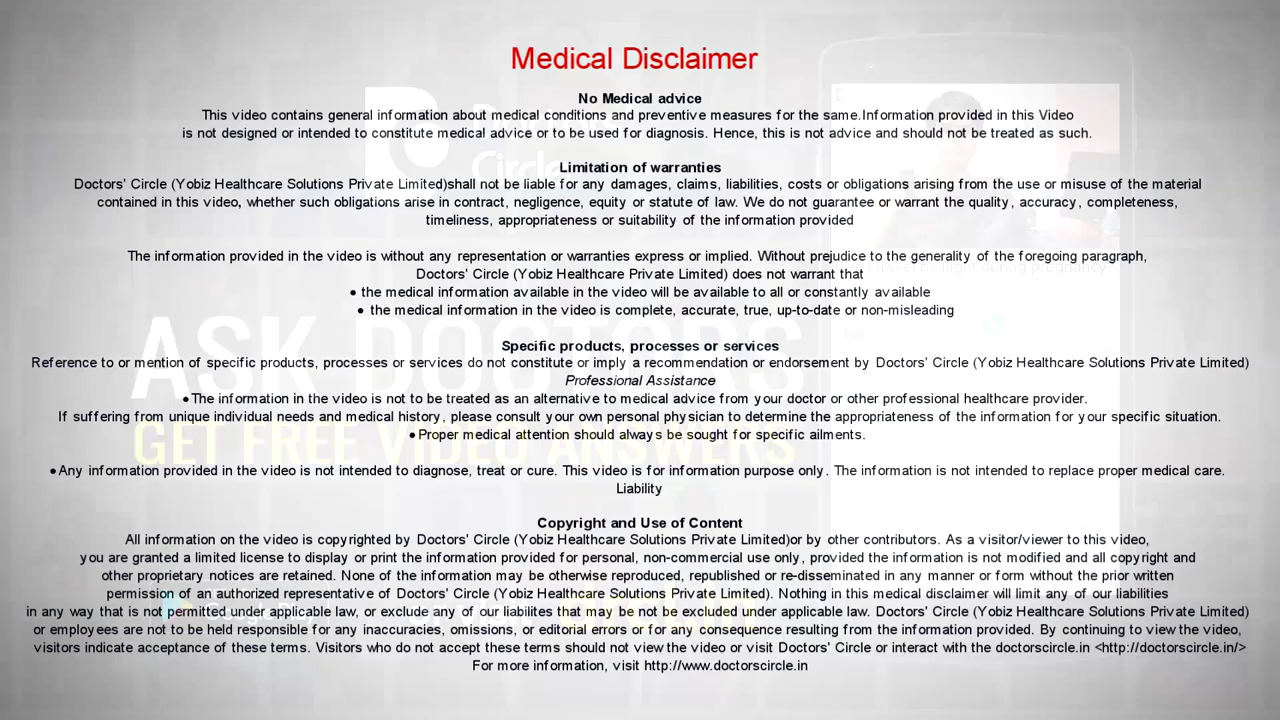 Medical Disclaimer
No Medical advice
This video contains general information about medical conditions and preventive measures for the same.Information provided in this Video
is not designed or intended to constitute medical advice or to be used for diagnosis. Hence, this is not advice and should not be treated as such.
Limitation of warranties
Doctors' Circle (Yobiz Healthcare Solutions Private Limited)shall not be liable for any damages, claims, liabilities, costs or obligations arising from the use or misuse of the material
contained in this video, whether such obligations arise in contract, negligence, equity or statute of law. We do not guarantee or warrant the quality, accuracy, completeness,
timeliness, appropriateness or suitability of the information provided
The information provided in the video is without any representation or warranties express or implied. Without prejudice to the generality of the foregoing paragraph,
Doctors' Circle (Yobiz Healthcare Private Limited) does not warrant that
• the medical information available in the video will be available to all or constantly available
• the medical information in the video is complete, accurate, true, up-to-date or non-misleading
ASK DOCTORS
Specific products, processes or services
Reference to or mention of specific products, processes or services do not constitute or imply a recommendation or endorsement by Doctors' Circle (Yobiz Healthcare Solutions Private Limited)
Professional Assistance
•The information in the video is not to be treated as an alternative to medical advice from your doctor or other professional healthcare provider.
If suffering from unique individual needs and medical history, please consult your own personal physician to determine the appropriateness of the information for your specific situation.
•Proper medical attention should always be sought for specific ailments.
GET FREE VIDEO ANSWERS
•Any information provided in the video is not intended to diagnose, treat or cure. This video is for information purpose only. The information is not intended to replace proper medical care.
Liability
Copyright and Use of Content
All information on the video is copyrighted by Doctors' Circle (Yobiz Healthcare Solutions Private Limited)or by other contributors. As a visitor/viewer to this video,
you are granted a limited license to display or print the information provided for personal, non-commercial use only, provided the information is not modified and all copyright and
other proprietary notices are retained. None of the information may be otherwise reproduced, republished or re-disseminated in any manner or form without the prior written
permission of an authorized representative of Doctors' Circle (Yobiz Healthcare Solutions Private Limited). Nothing in this medical disclaimer will limit any of our liabilities
in any way that is not permitted under applicable law, or exclude any of our liabilites that may be not be excluded under applicable law. Doctors' Circle (Yobiz Healthcare Solutions Private Limited)
or employees are not to be held responsible for any inaccuracies, omissions, or editorial errors or for any consequence resulting from the information provided. By continuing to view the video,
visitors indicate acceptance of these terms. Visitors who do not accept these terms should not view the video or visit Doctors' Circle or interact with the doctorscircle.in <http://doctorscircle.in/>
For more information, visit http://www.doctorscircle.in